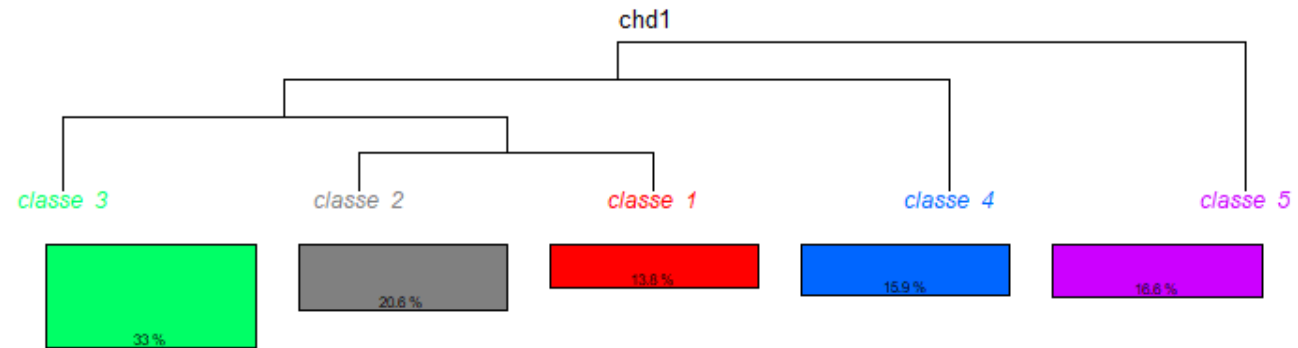 chd1
classe 3 classe 2 classe 1 classe 4 classe 5
33 % 20.6 % 13.8 % 15.9 % 16.6 %